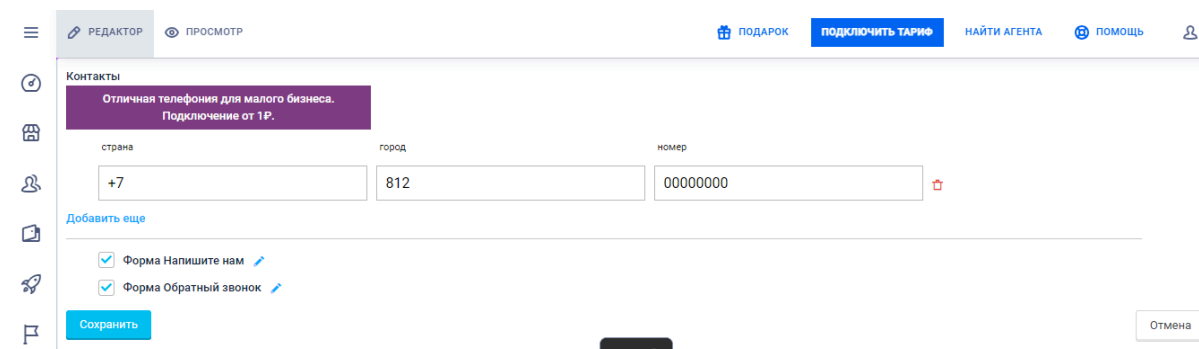 РЕДАКТОР ПРОСМОТР ПОДАРОК ПОДКЛЮЧИТЬ ТАРИФ НАЙТИ АГЕНТА ПОМОЩЬ
Контакты
Отличная телефония для малого бизнеса.
Подключение от 1₽.
страна город номер
+7 812 00000000
Добавить еще
Форма Напишите нам
Форма Обратный звонок
Сохранить Отмена